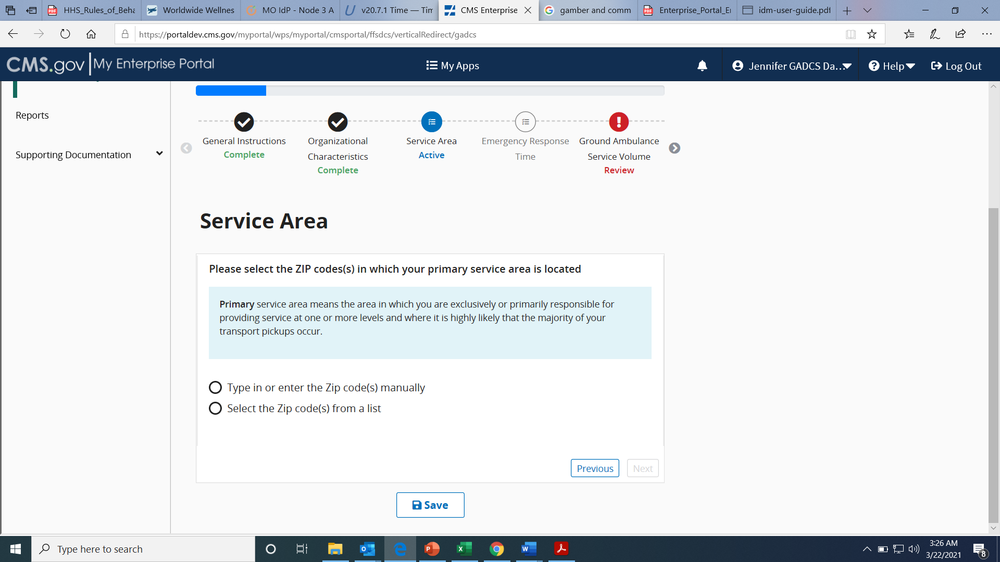 HHS_Rules_of_Beha
Worldwide Wellnes
MO IdP - Node 3 A
v20.7.1 Time — Tim
CMS Enterprise
gamber and comm
Enterprise_Portal_E
idm-user-guide.pdf
https://portaldev.cms.gov/myportal/wps/myportal/cmsportal/ffsdcs/verticalRedirect/gadcs
CMS.gov My Enterprise Portal
My Apps
Jennifer GADCS Da...
Help
Log Out
Reports
Supporting Documentation
General Instructions
Complete
Organizational
Characteristics
Complete
Service Area
Active
Emergency Response
Time
Ground Ambulance
Service Volume
Review
Service Area
Please select the ZIP codes(s) in which your primary service area is located
Primary service area means the area in which you are exclusively or primarily responsible for
providing service at one or more levels and where it is highly likely that the majority of your
transport pickups occur.
Type in or enter the Zip code(s) manually
Select the Zip code(s) from a list
Previous
Next
Save
Type here to search
3:26 AM
3/22/2021
8